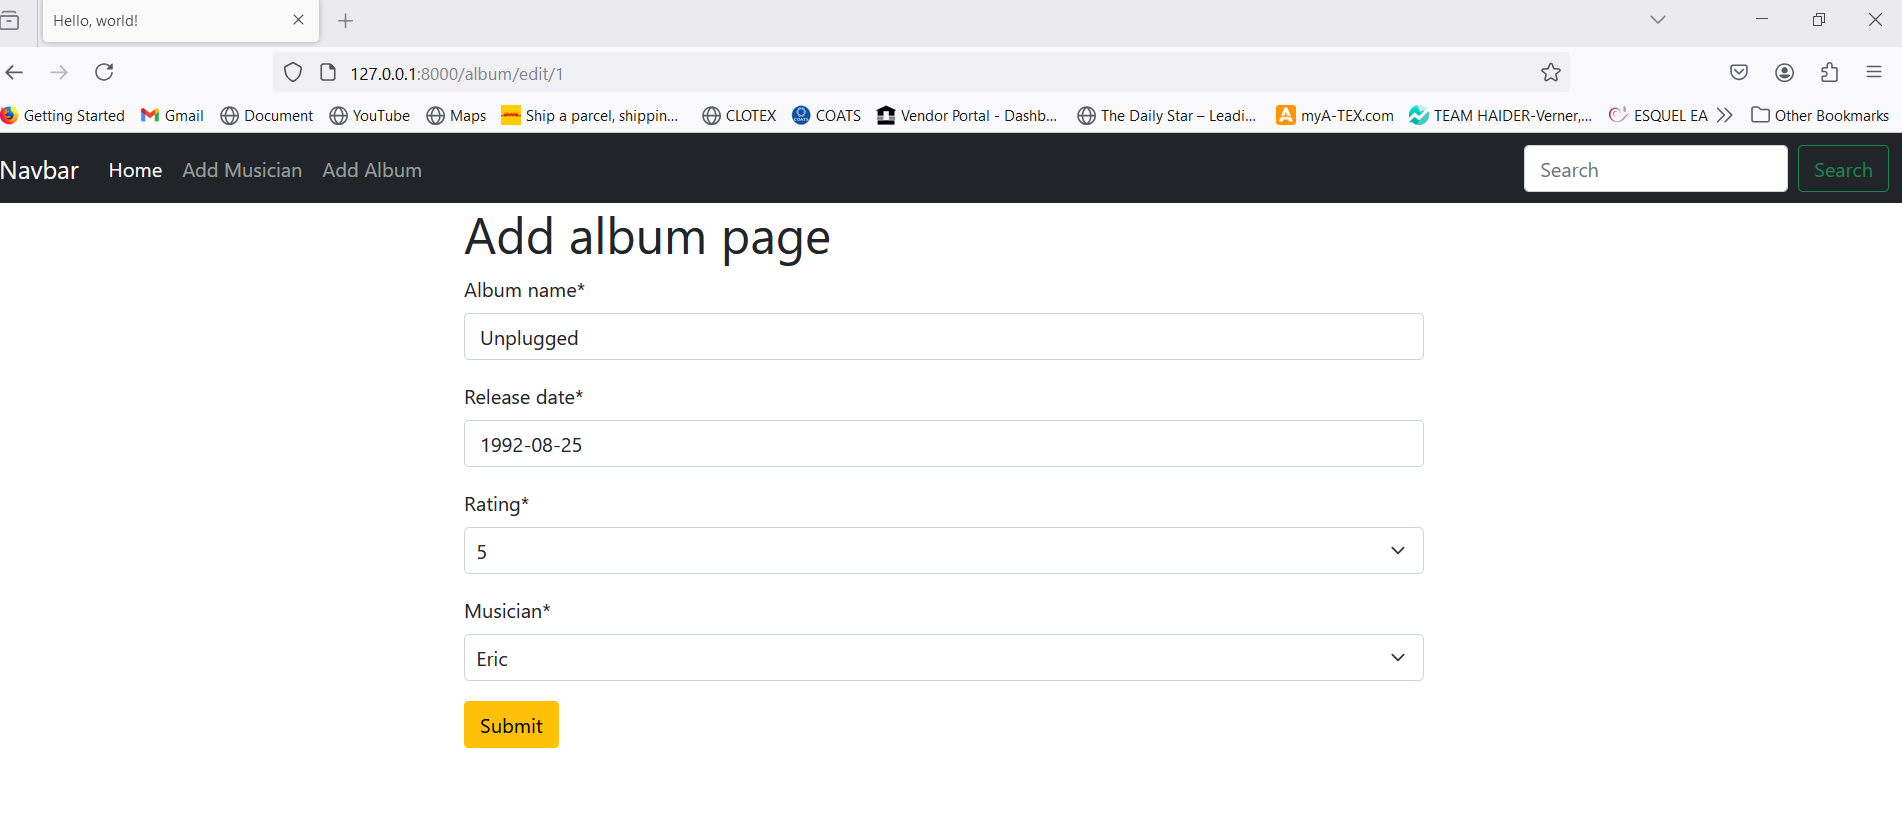 Hello, world!
127.0.0.1:8000/album/edit/1
Getting Started Gmail Document YouTube Maps Ship a parcel, shippin... CLOTEX COATS Vendor Portal - Dashb... The Daily Star – Leadi... myA-TEX.com TEAM HAIDER-Verner,... ESQUEL EA Other Bookmarks
Navbar Home Add Musician Add Album Search Search
Add album page
Album name*
Unplugged
Release date*
1992-08-25
Rating*
5
Musician*
Eric
Submit